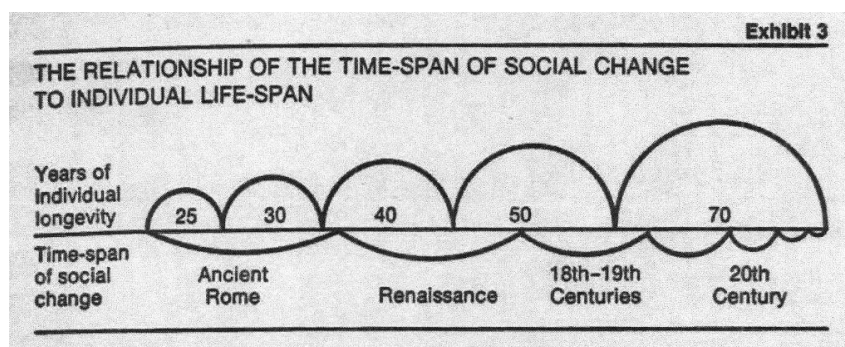 Exhibit 3
THE RELATIONSHIP OF THE TIME-SPAN OF SOCIAL CHANGE
TO INDIVIDUAL LIFE-SPAN
Years of
individual
longevity
25 30 40 50 70
Time-span
of social
change
Ancient
Rome
Renaissance
18th–19th
Centuries
20th
Century